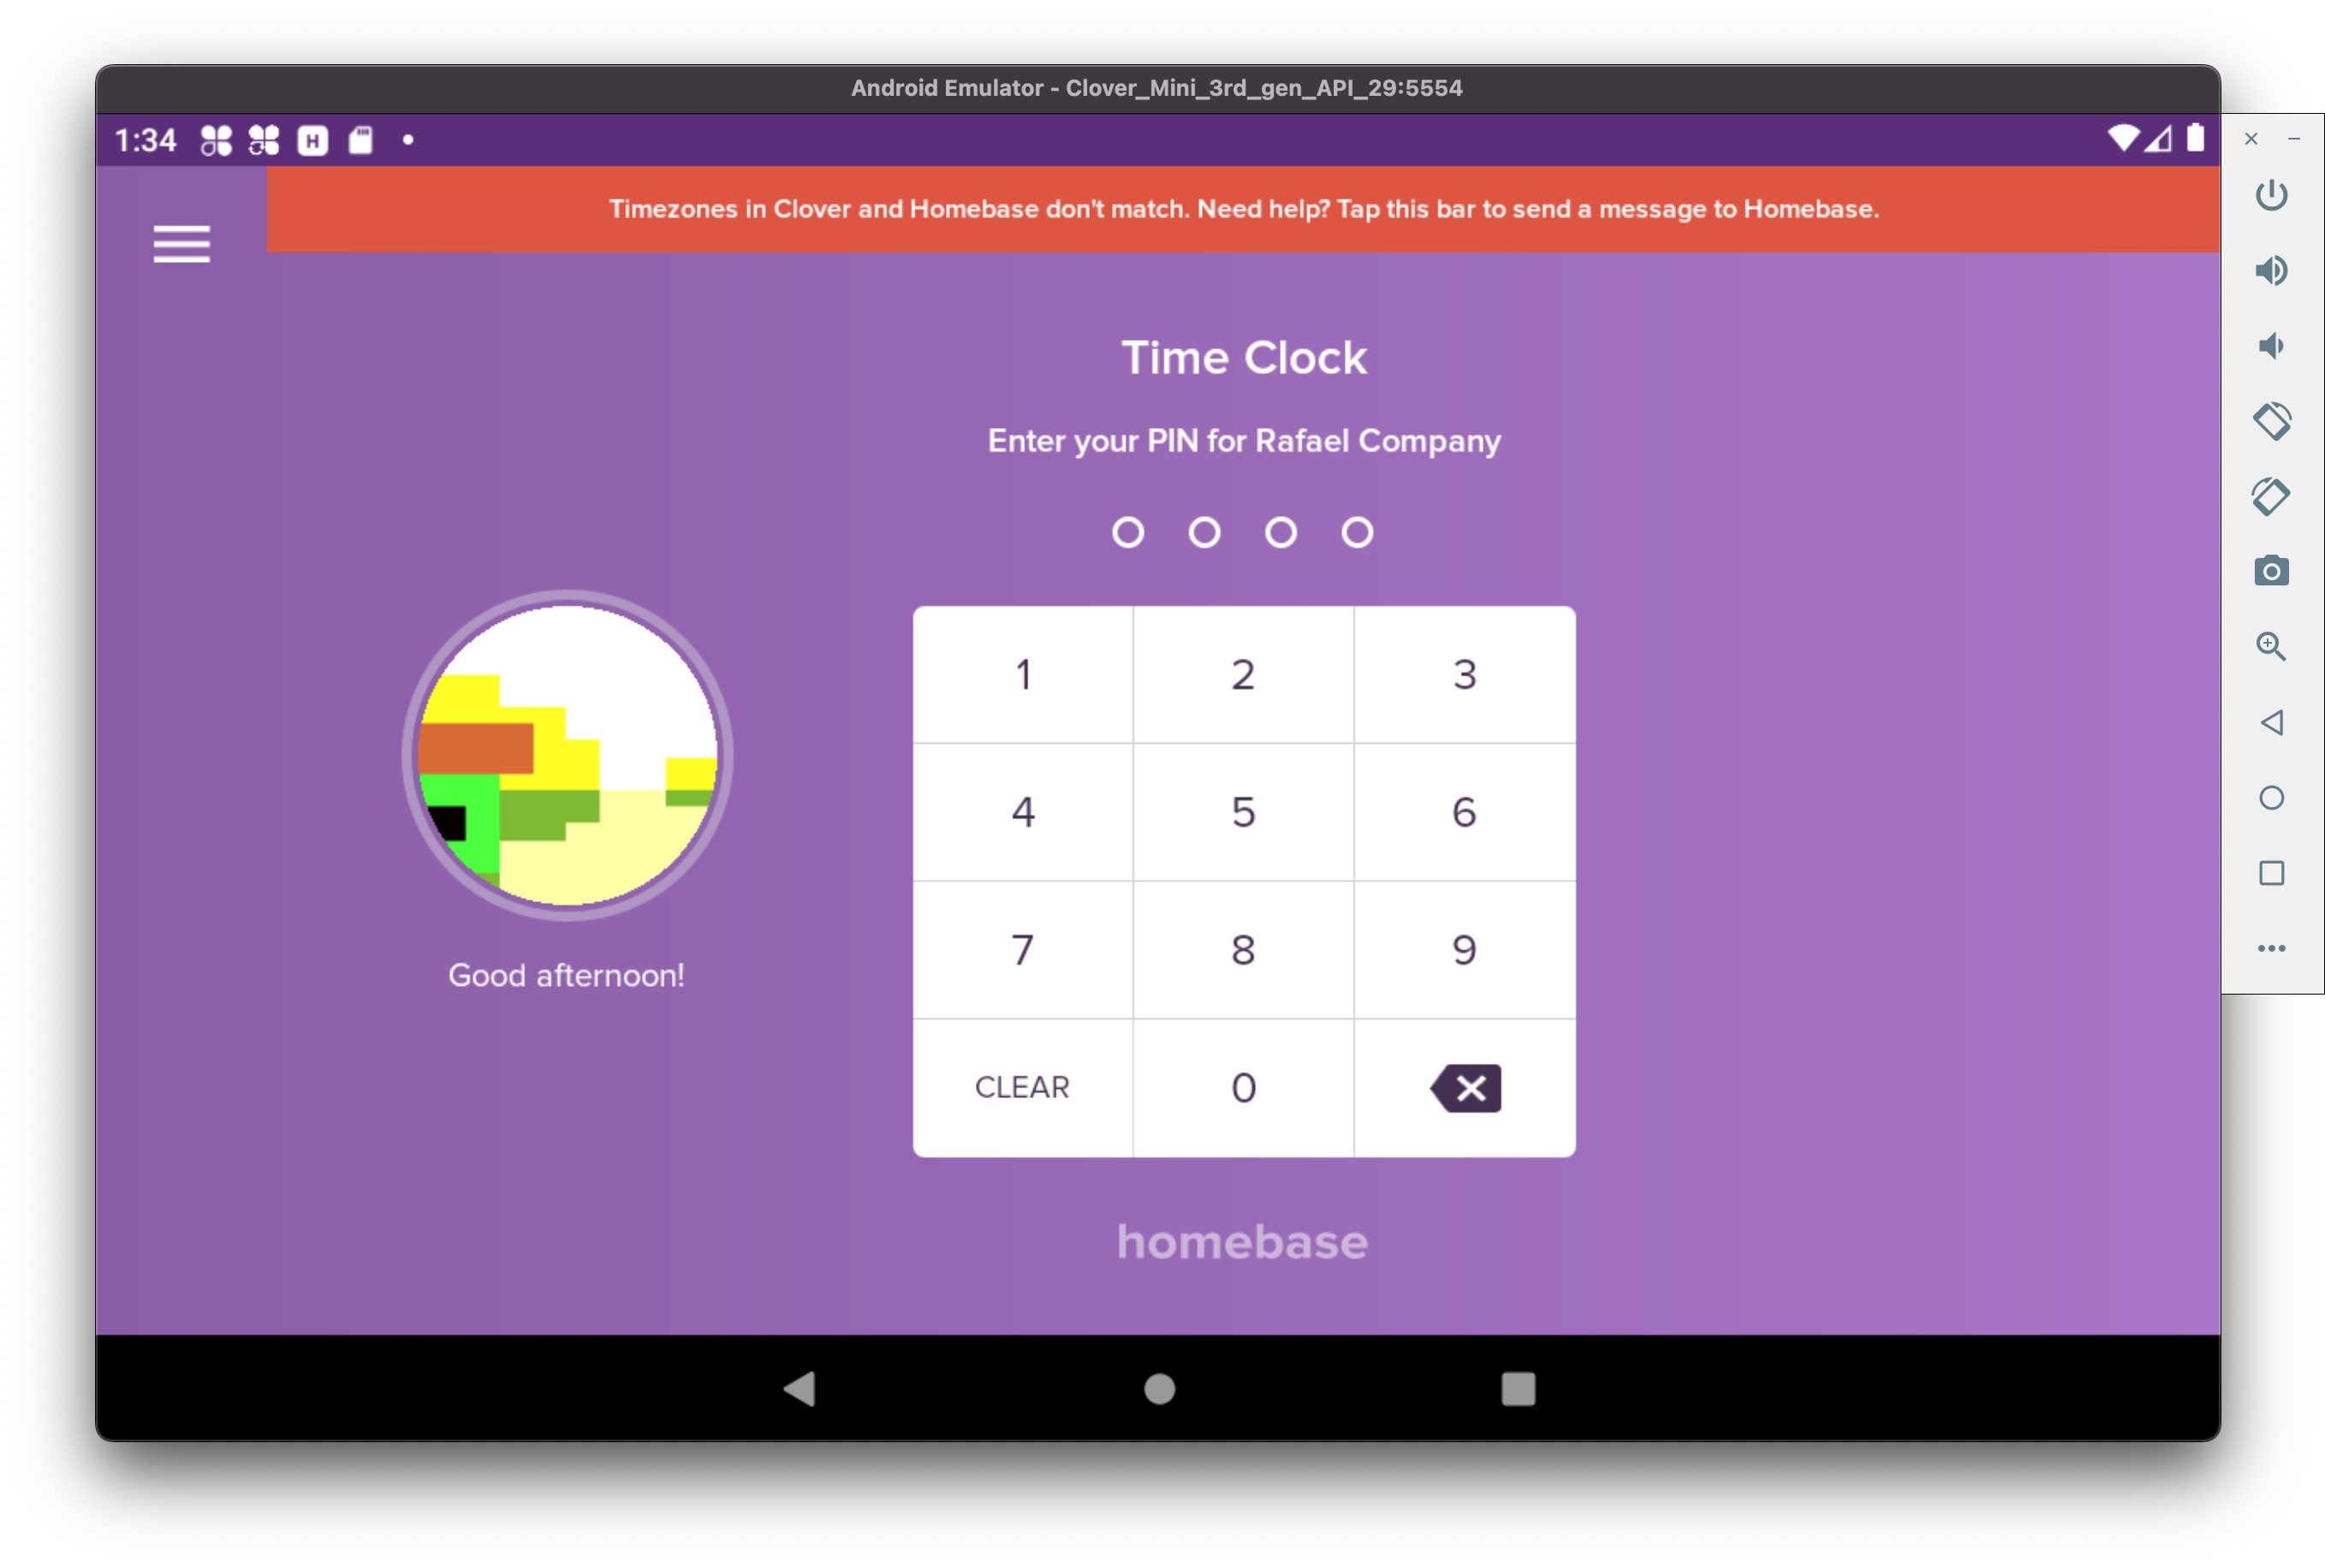 Android Emulator - Clover_Mini_3rd_gen_API_29:5554
1:34
H
Timezones in Clover and Homebase don't match. Need help? Tap this bar to send a message to Homebase.
Time Clock
Enter your PIN for Rafael Company
1 2 3
4 5 6
Good afternoon!
7 8 9
CLEAR 0
homebase